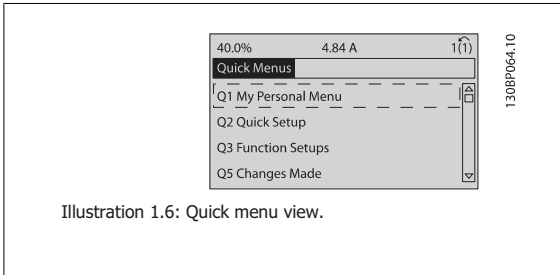 40.0% 4.84 A 1(1)
Quick Menus
Q1 My Personal Menu
Q2 Quick Setup
Q3 Function Setups
Q5 Changes Made
130BP064.10
Illustration 1.6: Quick menu view.